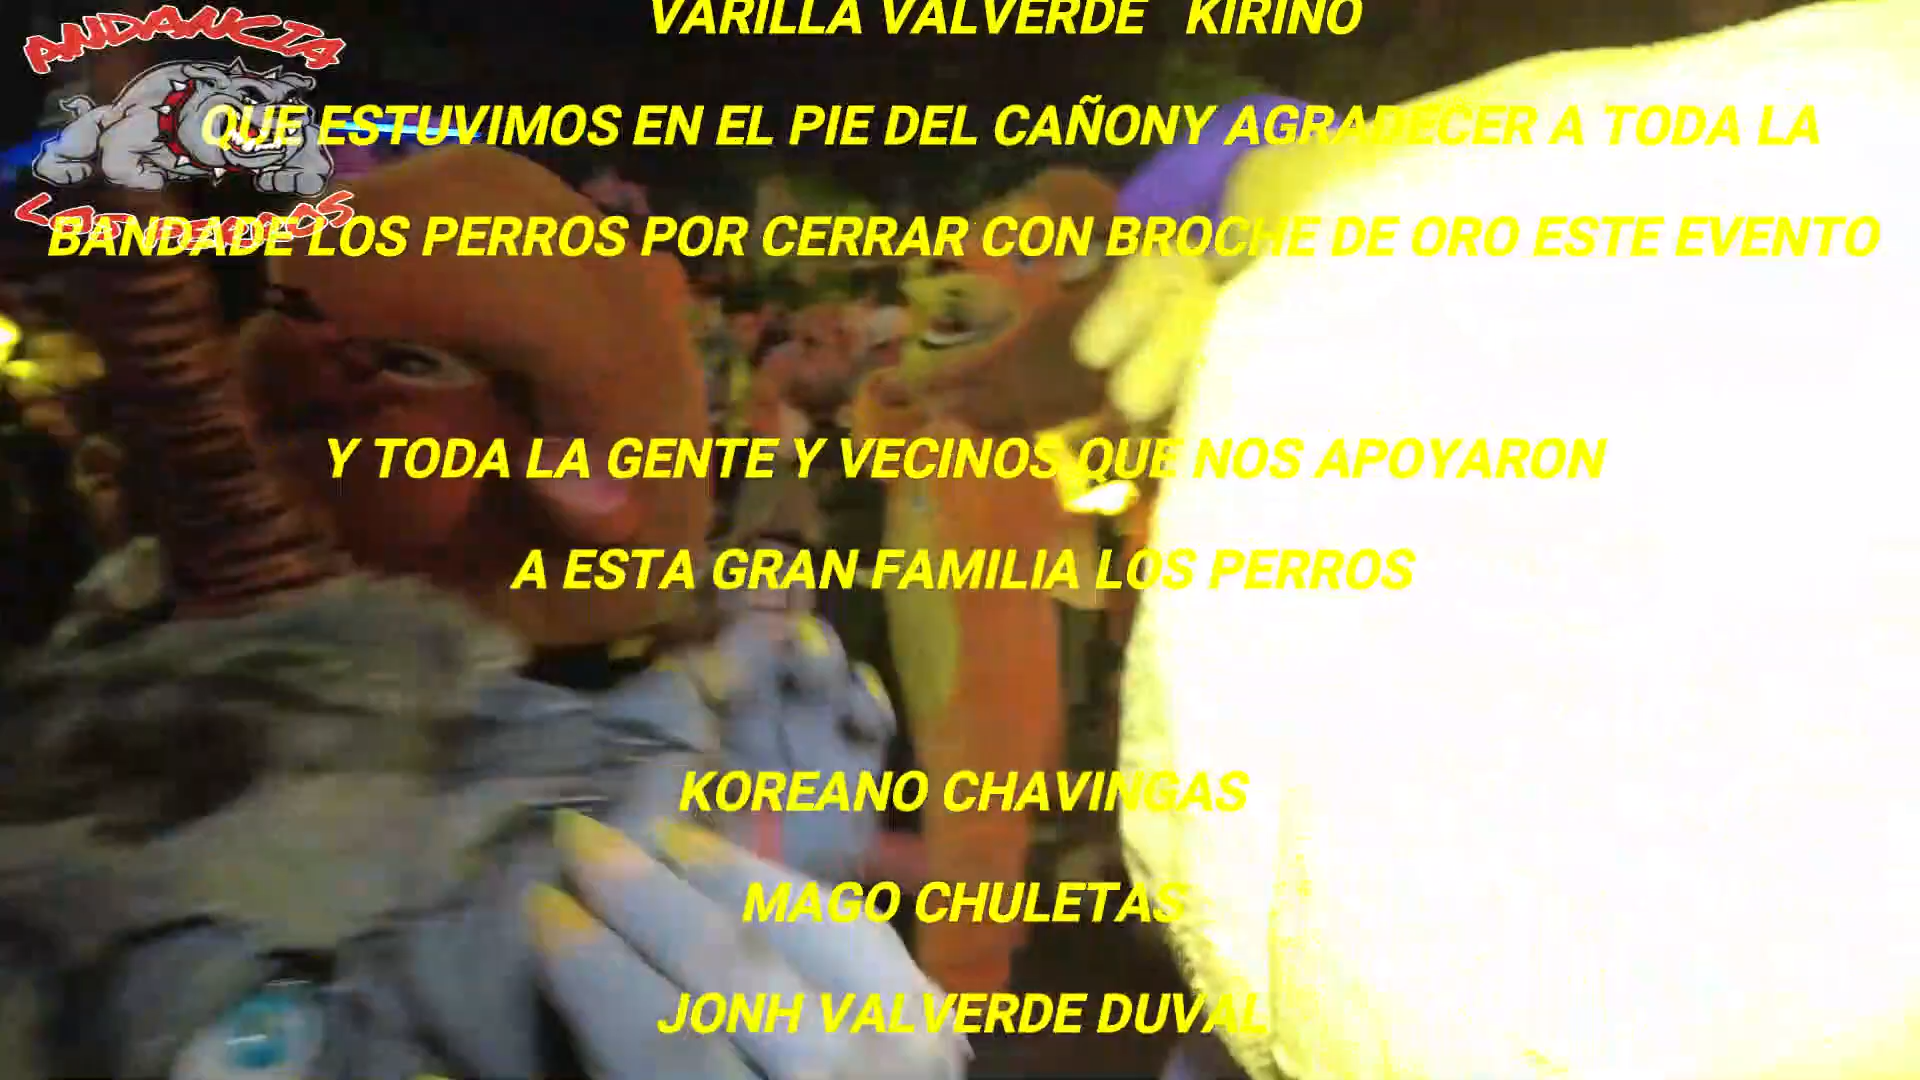 ANDANCIA
LOS PERROS
VARILLA VALVERDE KIRINO
QUE ESTUVIMOS EN EL PIE DEL CAÑONY AGRADECER A TODA LA
BANDADE LOS PERROS POR CERRAR CON BROCHE DE ORO ESTE EVENTO
Y TODA LA GENTE Y VECINOS QUE NOS APOYARON
A ESTA GRAN FAMILIA LOS PERROS
KOREANO CHAVINGAS
MAGO CHULETAS
JONH VALVERDE DUVAL